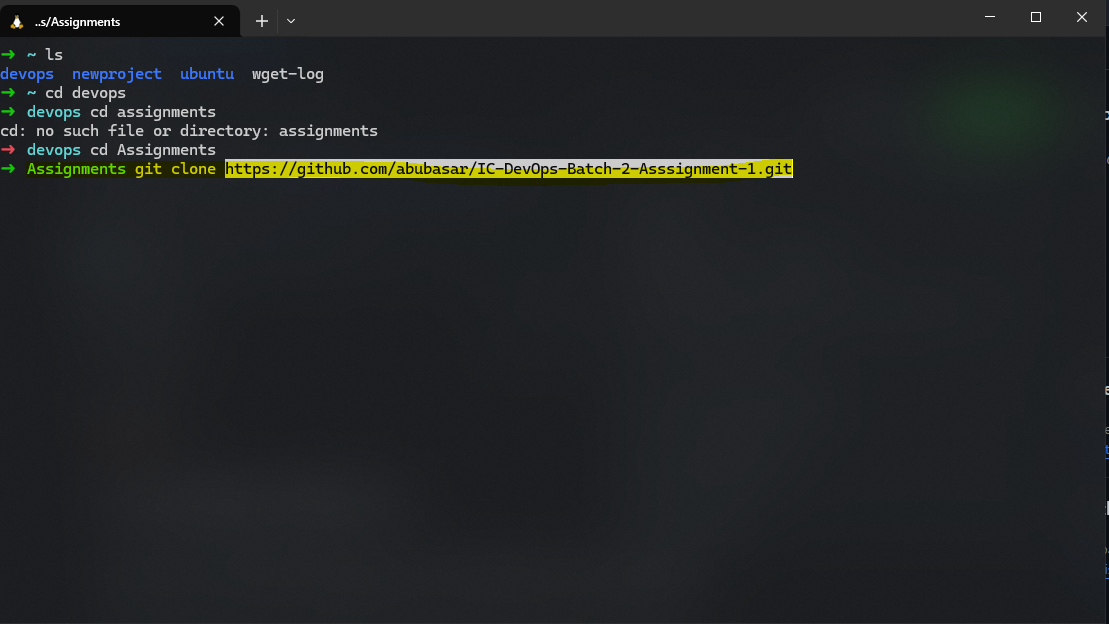 ..s/Assignments
→ ~ ls
devops newproject ubuntu wget-log
→ ~ cd devops
→ devops cd assignments
cd: no such file or directory: assignments
→ devops cd Assignments
→ Assignments git clone https://github.com/abubasar/IC-DevOps-Batch-2-Asssignment-1.git